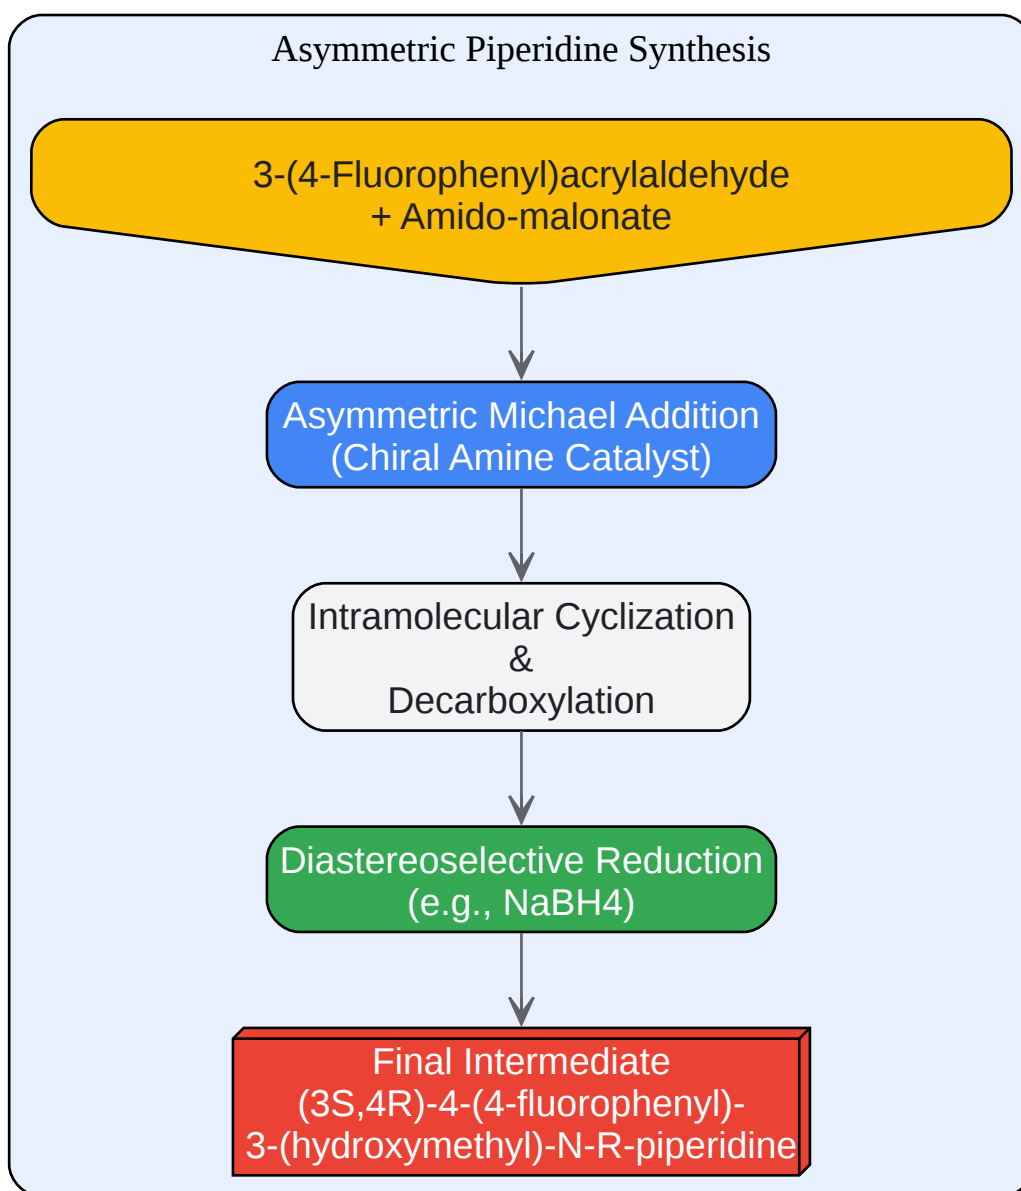 Asymmetric Piperidine Synthesis
3-(4-Fluorophenyl)acrylaldehyde
+ Amido-malonate
Asymmetric Michael Addition
(Chiral Amine Catalyst)
Intramolecular Cyclization
&
Decarboxylation
Diastereoselective Reduction
(e.g., NaBH4)
Final Intermediate
(3S,4R)-4-(4-fluorophenyl)-
3-(hydroxymethyl)-N-R-piperidine